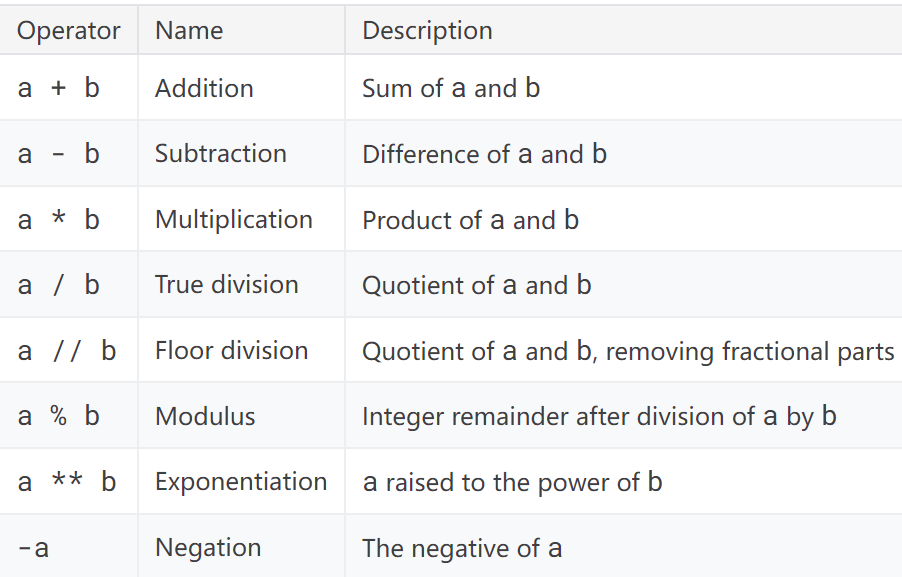 Operator Name Description
a + b Addition Sum of a and b
a - b Subtraction Difference of a and b
a * b Multiplication Product of a and b
a / b True division Quotient of a and b
a // b Floor division Quotient of a and b, removing fractional parts
a % b Modulus Integer remainder after division of a by b
a ** b Exponentiation a raised to the power of b
-a Negation The negative of a